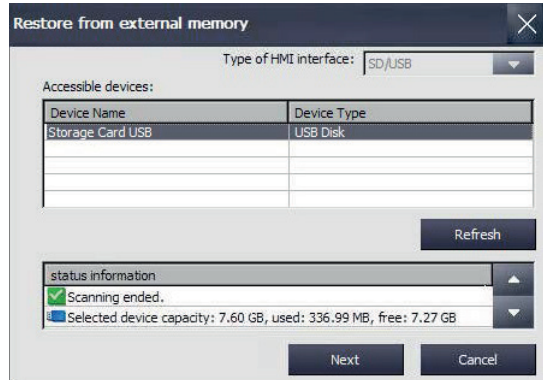 Restore from external memory
Type of HMI interface: SD/USB
Accessible devices:
Device Name Device Type
Storage Card USB USB Disk
Refresh
status information
Scanning ended.
Selected device capacity: 7.60 GB, used: 336.99 MB, free: 7.27 GB
Next Cancel